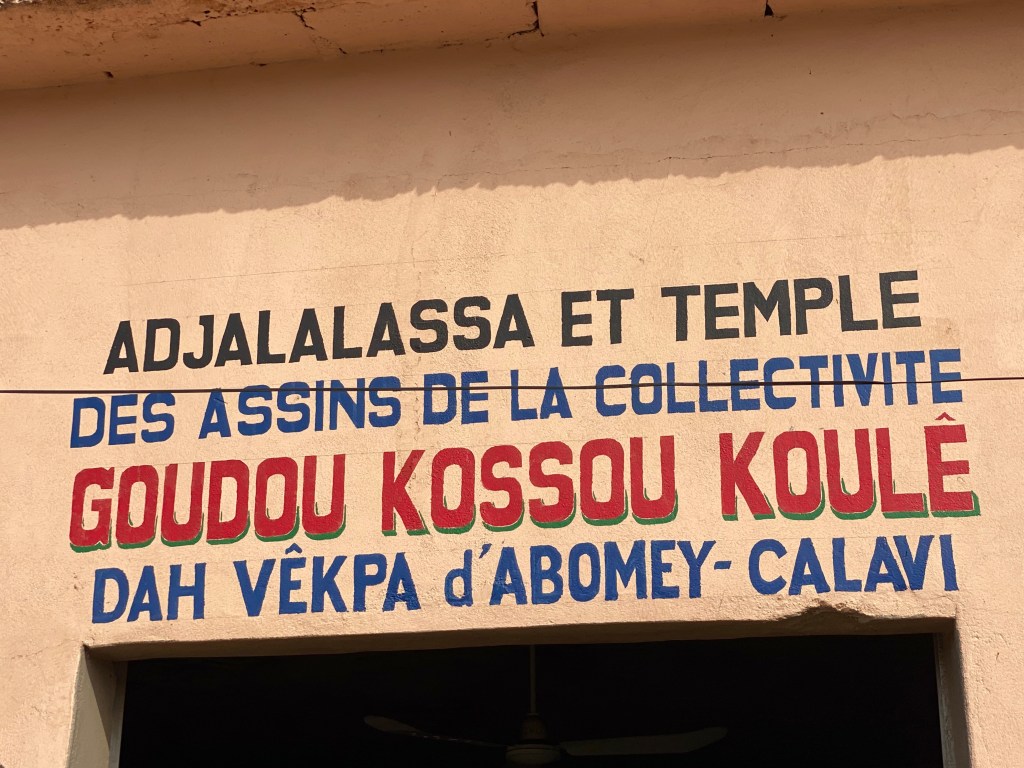 ADJALALASSA ET TEMPLE
DES ASSINS DE LA COLLECTIVITE
GOUDOU KOSSOU KOULÊ
DAH VÊKPA d'ABOMEY-CALAVI